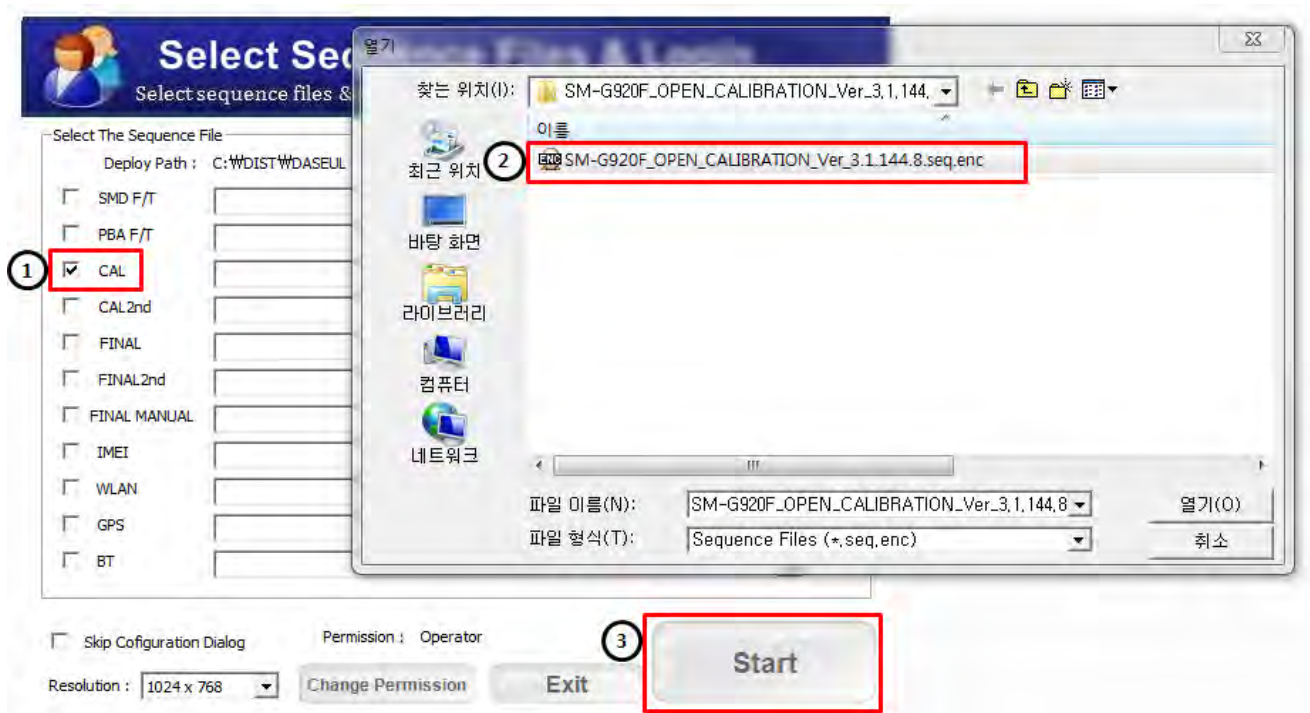 Select Sequence Files & Login
Select sequence files &
Select The Sequence File
Deploy Path : C:₩DIST₩DASEUL
SMD F/T
PBA F/T
1
CAL
CAL2nd
FINAL
FINAL2nd
FINAL MANUAL
IMEI
WLAN
GPS
BT
열기
찾는 위치(I):
SM-G920F_OPEN_CALIBRATION_Ver_3,1,144,
이름
2
SM-G920F_OPEN_CALIBRATION_Ver_3.1.144.8.seq.enc
최근 위치
바탕 화면
라이브러리
컴퓨터
네트워크
파일 이름(N):
SM-G920F_OPEN_CALIBRATION_Ver_3,1,144,8
열기(O)
파일 형식(T):
Sequence Files (*,seq,enc)
취소
Skip Cofiguration Dialog
Permission : Operator
3
Start
Resolution : 1024 x 768
Change Permission
Exit